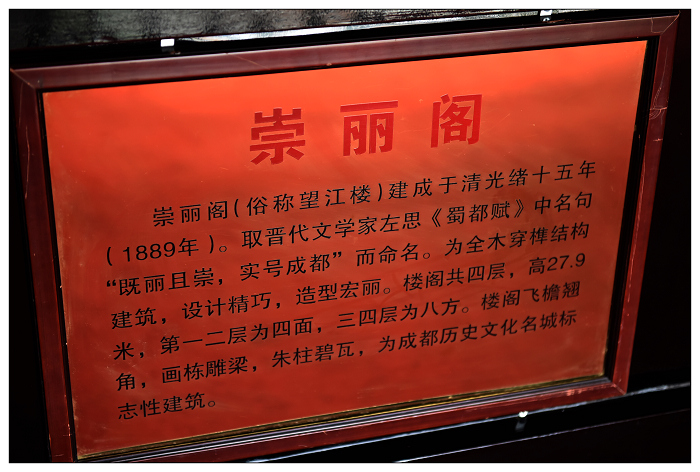 崇丽阁
崇丽阁(俗称望江楼)建成于清光绪十五年
(1889年)。取晋代文学家左思《蜀都赋》中名句
“既丽且崇，实号成都”而命名。为全木穿榫结构
建筑，设计精巧，造型宏丽。楼阁共四层，高27.9
米，第一二层为四面，三四层为八方。楼阁飞檐翘
角，画栋雕梁，朱柱碧瓦，为成都历史文化名城标
志性建筑。